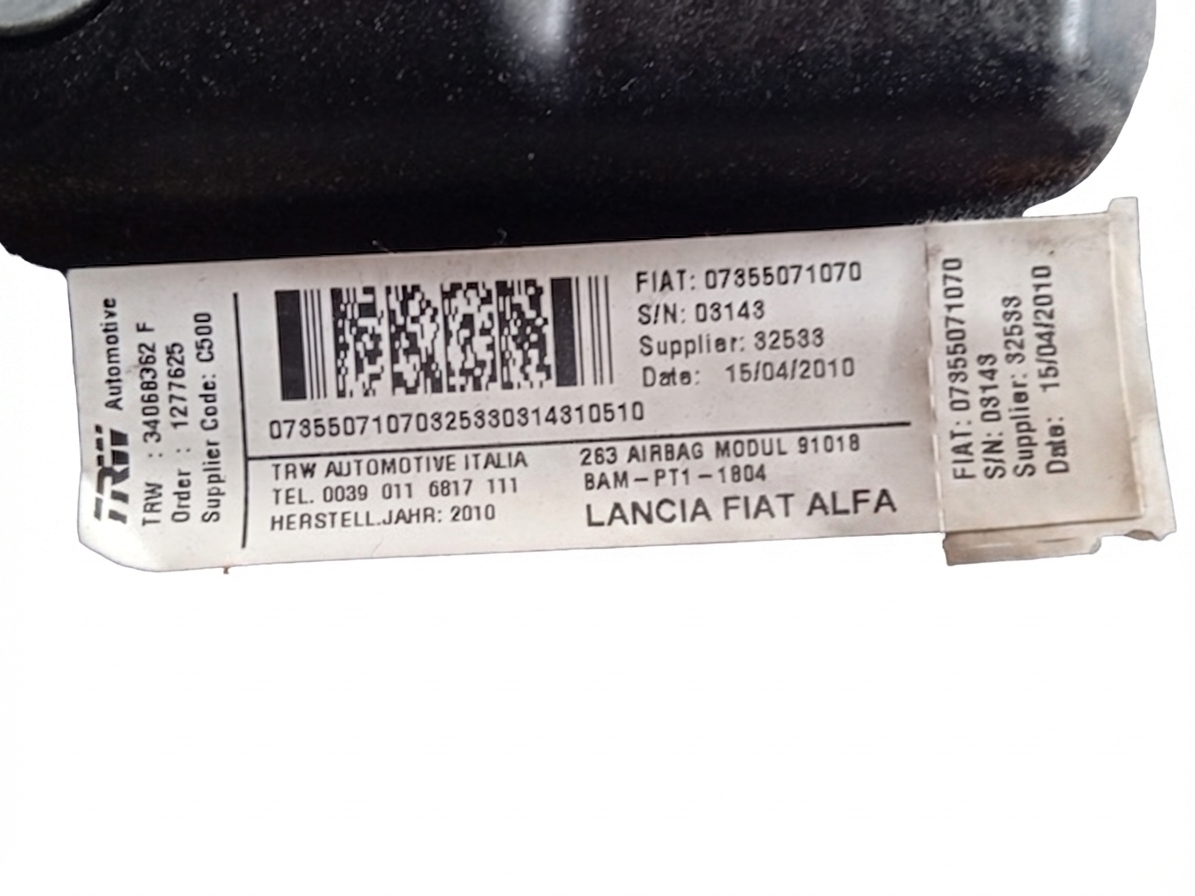 TRW Automotive
TRW : 34068362 F
Order : 1277625
Supplier Code: C500
FIAT: 07355071070
S/N: 03143
Supplier: 32533
Date: 15/04/2010
07355071070325330314310510
TRW AUTOMOTIVE ITALIA
TEL. 0039 011 6817 111
HERSTELL.JAHR: 2010
263 AIRBAG MODUL 91018
BAM-PT1-1804
LANCIA FIAT ALFA
FIAT: 07355071070
S/N: 03143
Supplier: 32533
Date: 15/04/2010